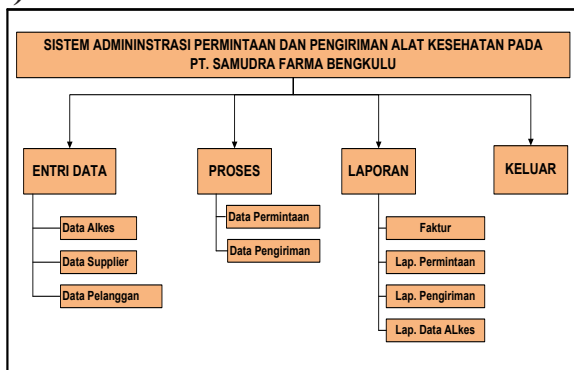 SISTEM ADMININSTRASI PERMINTAAN DAN PENGIRIMAN ALAT KESEHATAN PADA
PT. SAMUDRA FARMA BENGKULU
ENTRI DATA
PROSES
LAPORAN
KELUAR
Data Alkes
Data Supplier
Data Pelanggan
Data Permintaan
Data Pengiriman
Faktur
Lap. Permintaan
Lap. Pengiriman
Lap. Data ALkes